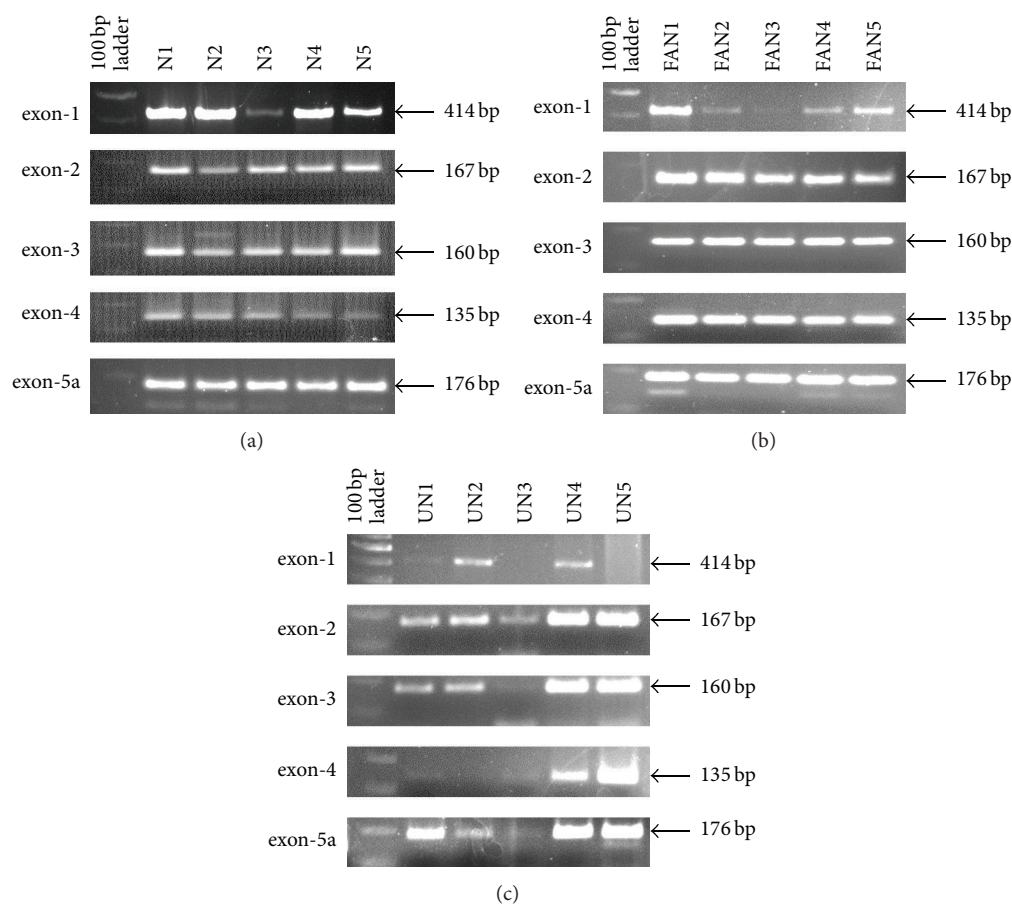 100 bp
ladder
N1
N2
N3
N4
N5
exon-1
414 bp
exon-2
167 bp
exon-3
160 bp
exon-4
135 bp
exon-5a
176 bp
(a)
100 bp
ladder
FAN1
FAN2
FAN3
FAN4
FAN5
exon-1
414 bp
exon-2
167 bp
exon-3
160 bp
exon-4
135 bp
exon-5a
176 bp
(b)
100 bp
ladder
UN1
UN2
UN3
UN4
UN5
exon-1
414 bp
exon-2
167 bp
exon-3
160 bp
exon-4
135 bp
exon-5a
176 bp
(c)